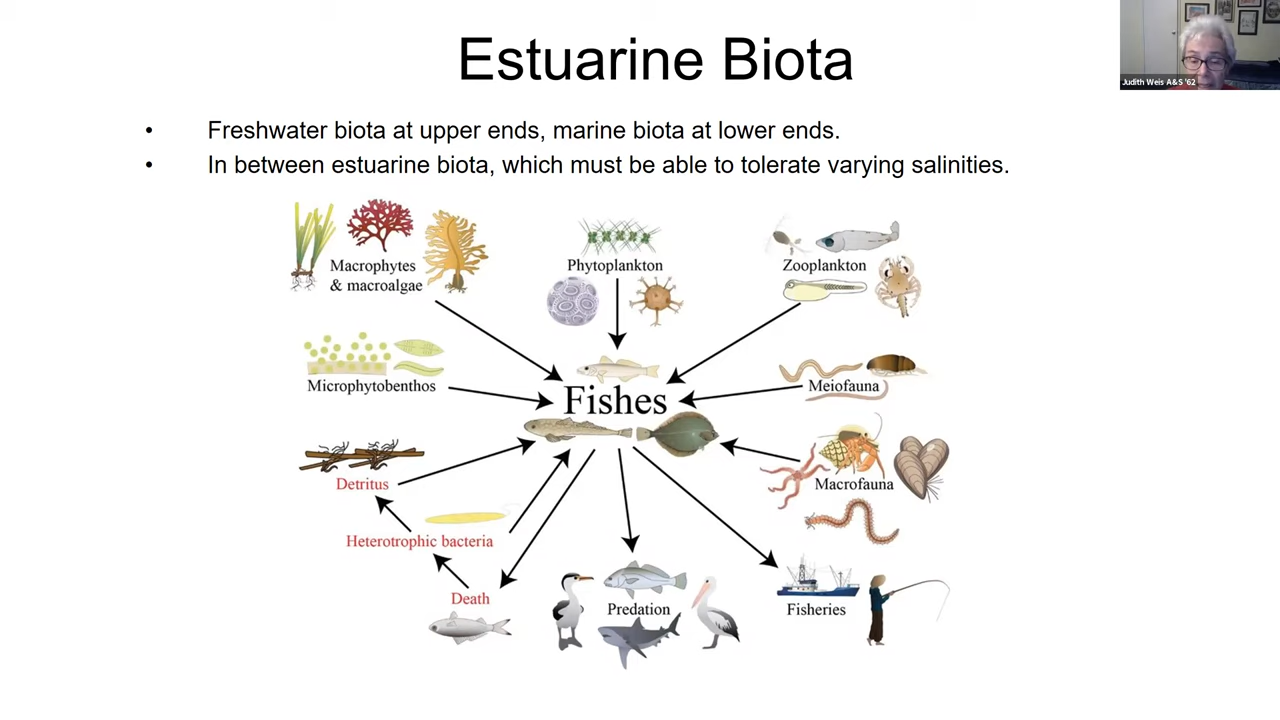 Estuarine Biota
Judith Weis A&S '62
• Freshwater biota at upper ends, marine biota at lower ends.
• In between estuarine biota, which must be able to tolerate varying salinities.
Macrophytes
& macroalgae
Phytoplankton
Zooplankton
Microphytobenthos
Fishes
Meiofauna
Detritus
Macrofauna
Heterotrophic bacteria
Death
Predation
Fisheries